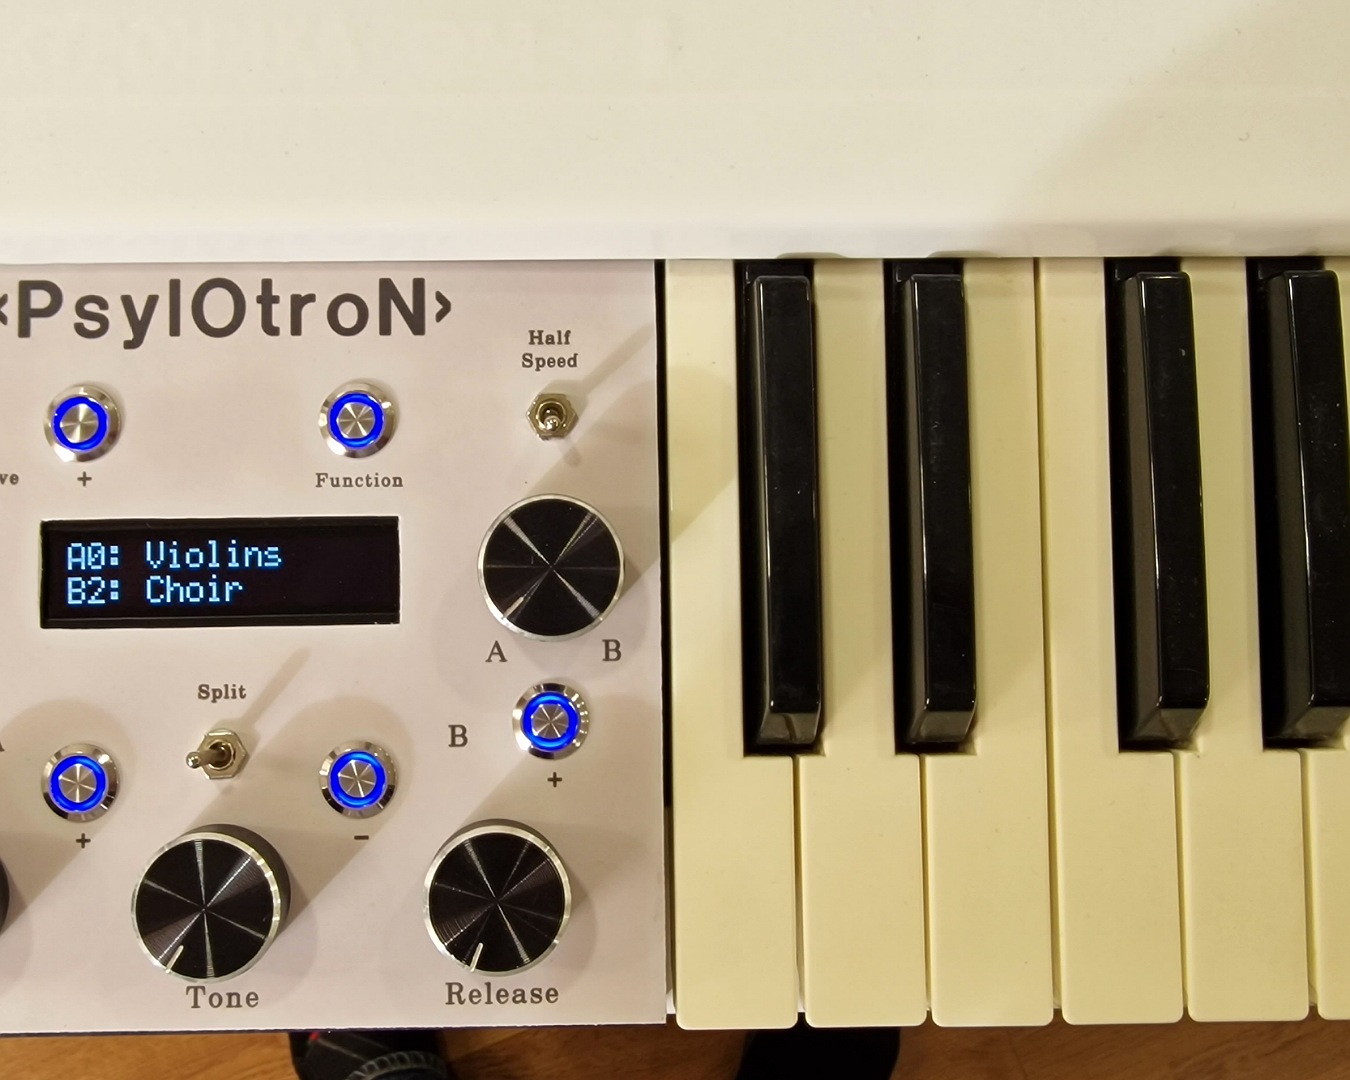 ‹PsylOtroN›
Half
Speed
+
Function
A0: Violins
B2: Choir
A B
Split
B
+
+
-
Tone
Release